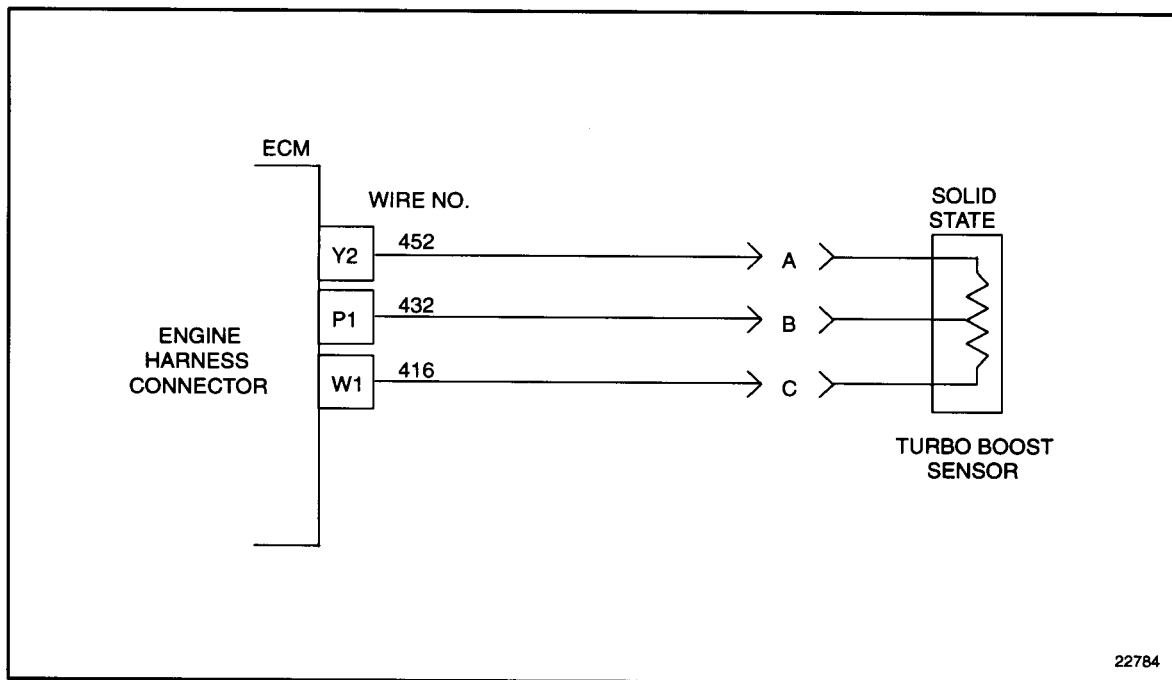 ECM
WIRE NO.
SOLID
STATE
Y2 452 A
P1 432 B
W1 416 C
ENGINE
HARNESS
CONNECTOR
TURBO BOOST
SENSOR
22784